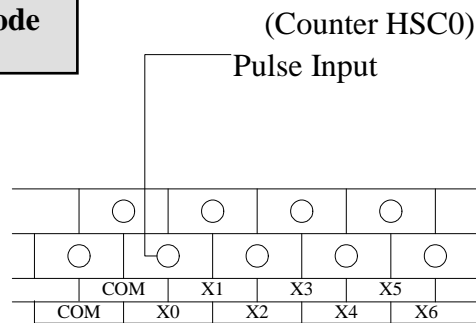 ode
(Counter HSC0)
Pulse Input
COM X1 X3 X5
COM X0 X2 X4 X6